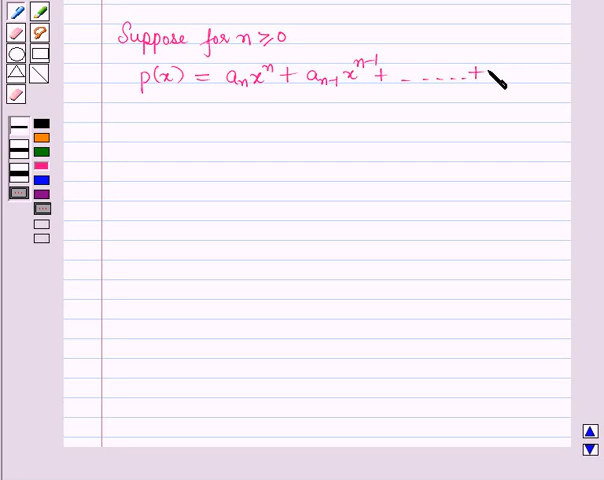 Suppose for n ≥ 0
p(x) = aₙxⁿ + aₙ₋₁xⁿ⁻¹ + ....... +